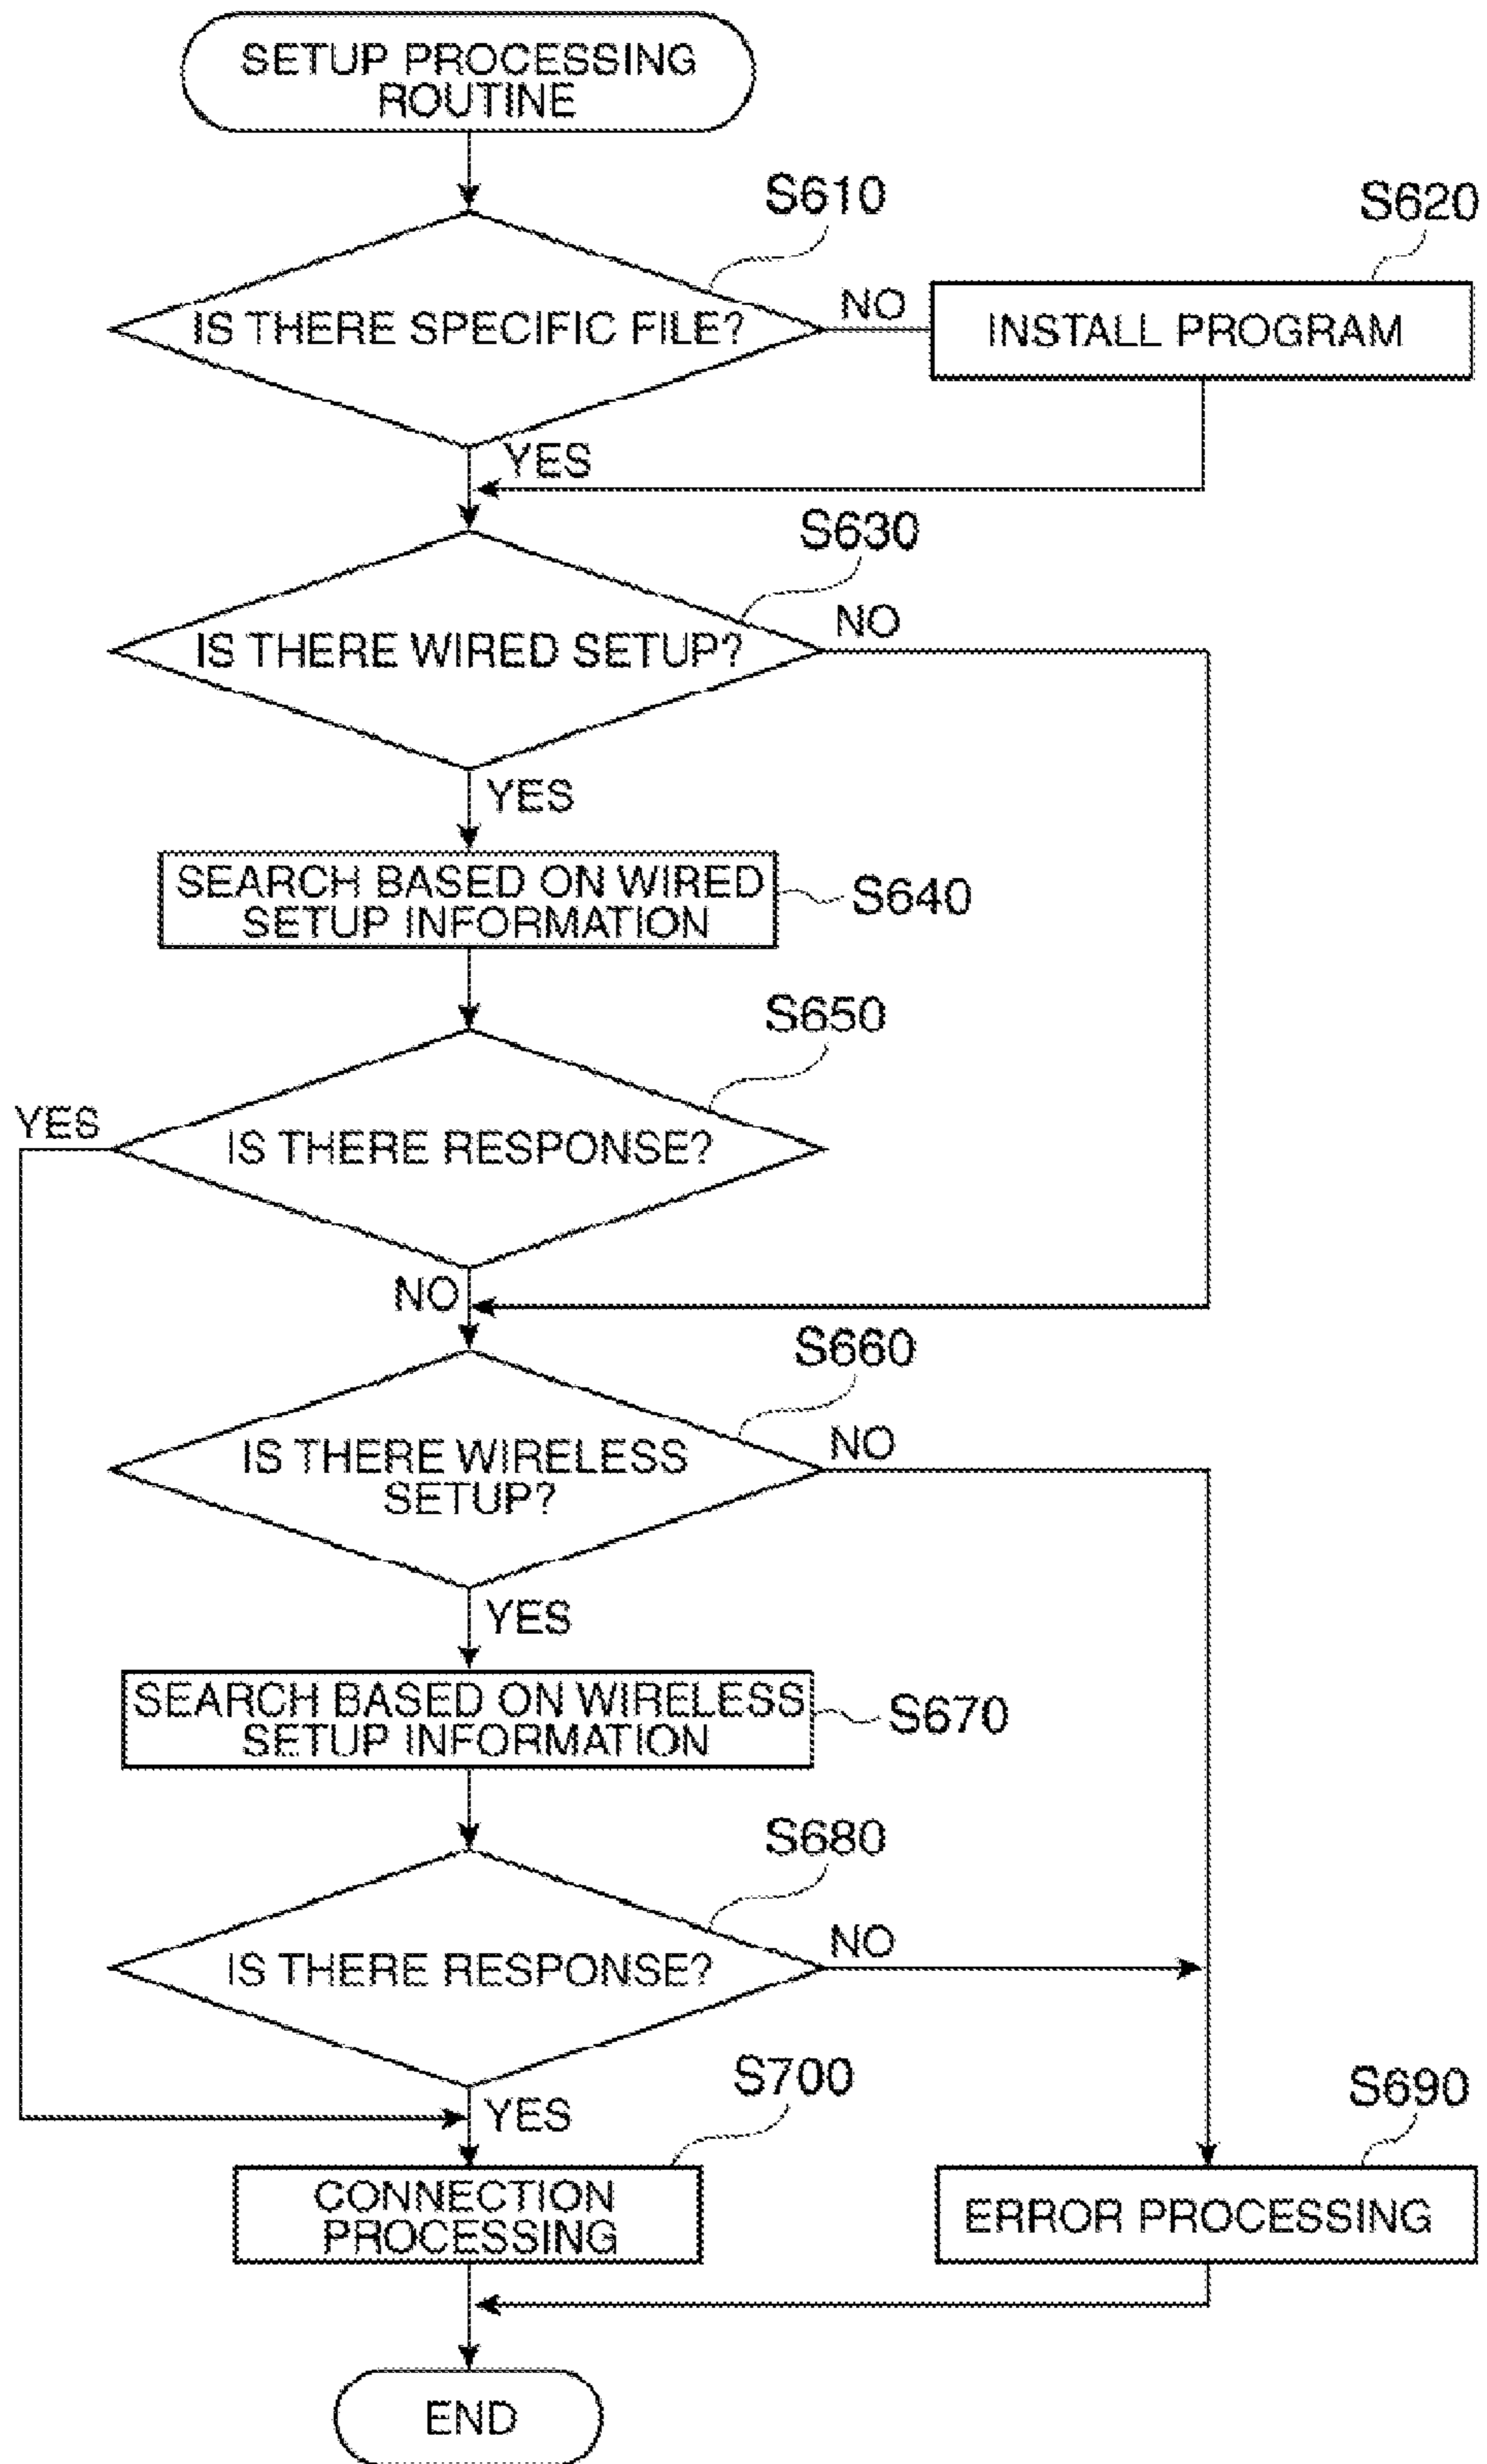 SETUP PROCESSING
ROUTINE
S610
S620
IS THERE SPECIFIC FILE?
NO
INSTALL PROGRAM
YES
S630
IS THERE WIRED SETUP?
NO
YES
SEARCH BASED ON WIRED
SETUP INFORMATION
S640
S650
YES
IS THERE RESPONSE?
NO
S660
IS THERE WIRELESS
SETUP?
NO
YES
SEARCH BASED ON WIRELESS
SETUP INFORMATION
S670
S680
IS THERE RESPONSE?
NO
YES
S700
S690
CONNECTION
PROCESSING
ERROR PROCESSING
END